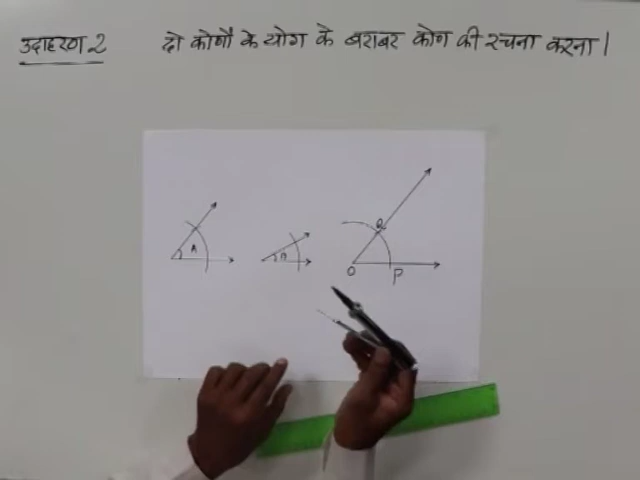 उदाहरण 2 दो कोणों के योग के बराबर कोण की रचना करना।
A
B
Q
O
P